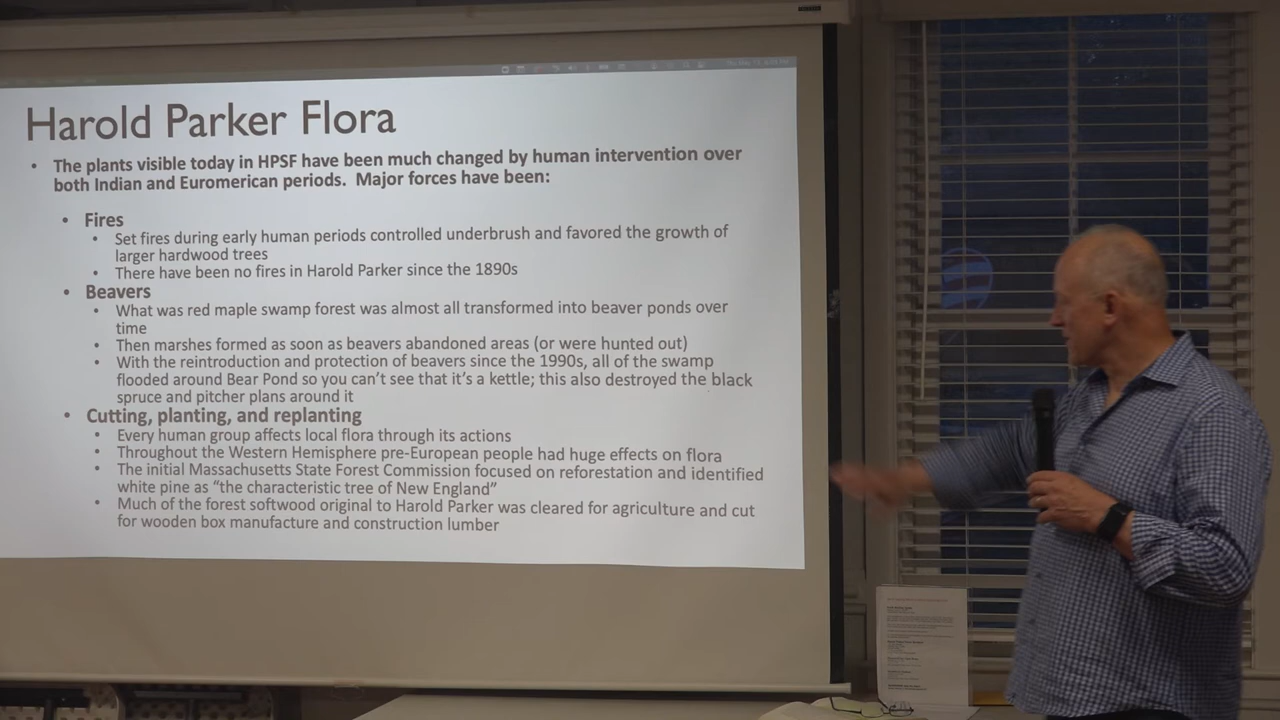 Harold Parker Flora
• The plants visible today in HPSF have been much changed by human intervention over
both Indian and Euromerican periods. Major forces have been:
• Fires
• Set fires during early human periods controlled underbrush and favored the growth of
larger hardwood trees
• There have been no fires in Harold Parker since the 1890s
• Beavers
• What was red maple swamp forest was almost all transformed into beaver ponds over
time
• Then marshes formed as soon as beavers abandoned areas (or were hunted out)
• With the reintroduction and protection of beavers since the 1990s, all of the swamp
flooded around Bear Pond so you can't see that it's a kettle; this also destroyed the black
spruce and pitcher plans around it
• Cutting, planting, and replanting
• Every human group affects local flora through its actions
• Throughout the Western Hemisphere pre-European people had huge effects on flora
• The initial Massachusetts State Forest Commission focused on reforestation and identified
white pine as "the characteristic tree of New England"
• Much of the forest softwood original to Harold Parker was cleared for agriculture and cut
for wooden box manufacture and construction lumber